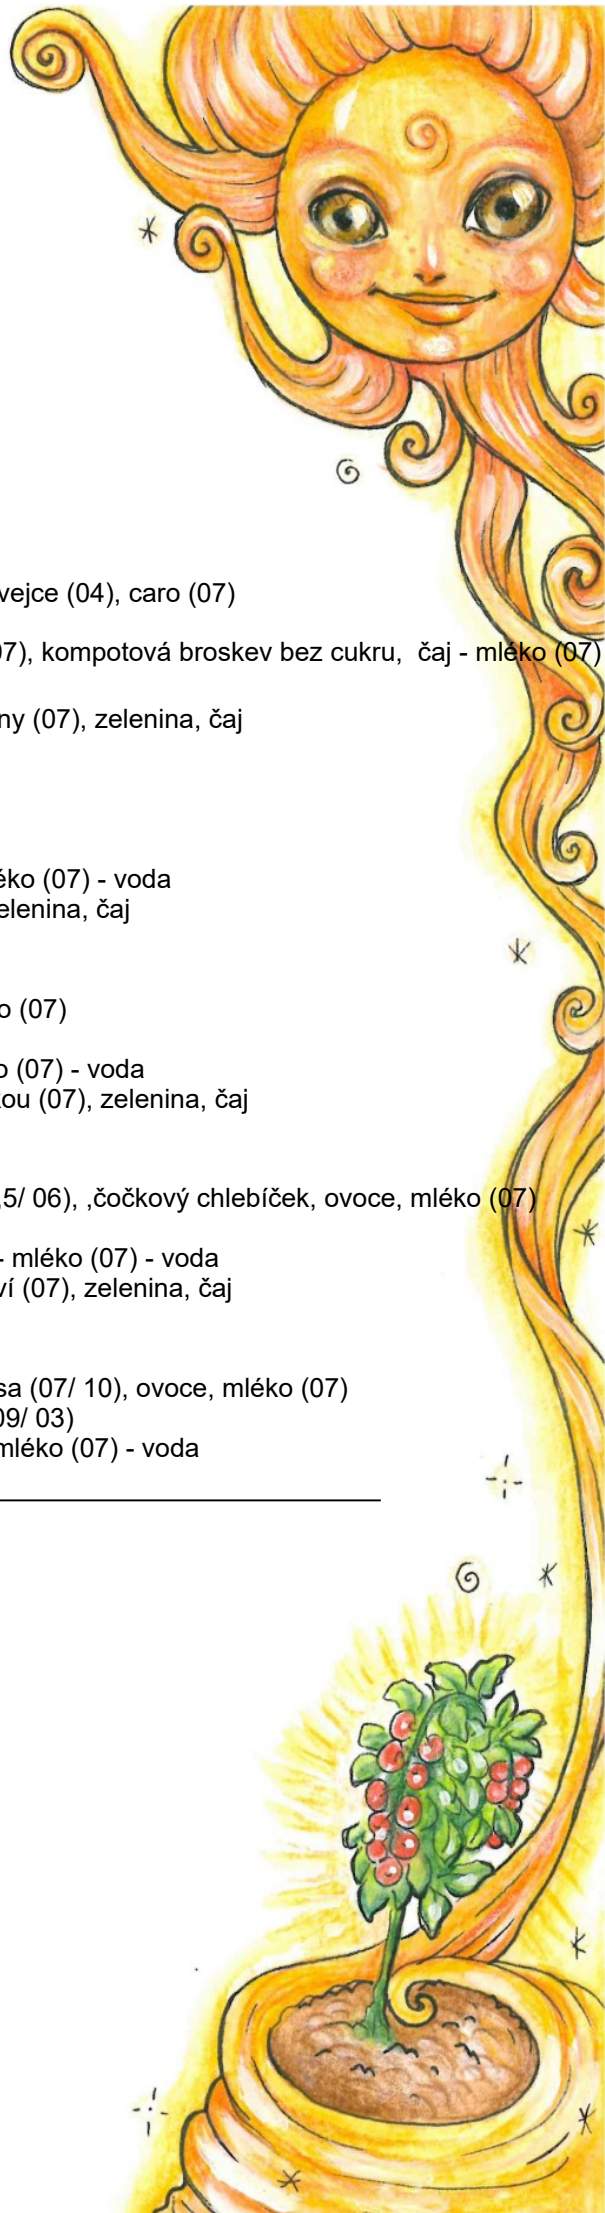 vejce (04), caro (07)
07), kompotová broskev bez cukru, čaj - mléko (07)
ny (07), zelenina, čaj
éko (07) - voda
elenina, čaj
o (07)
o (07) - voda
kou (07), zelenina, čaj
,5/ 06), ,čočkový chlebíček, ovoce, mléko (07)
- mléko (07) - voda
ví (07), zelenina, čaj
sa (07/ 10), ovoce, mléko (07)
09/ 03)
mléko (07) - voda